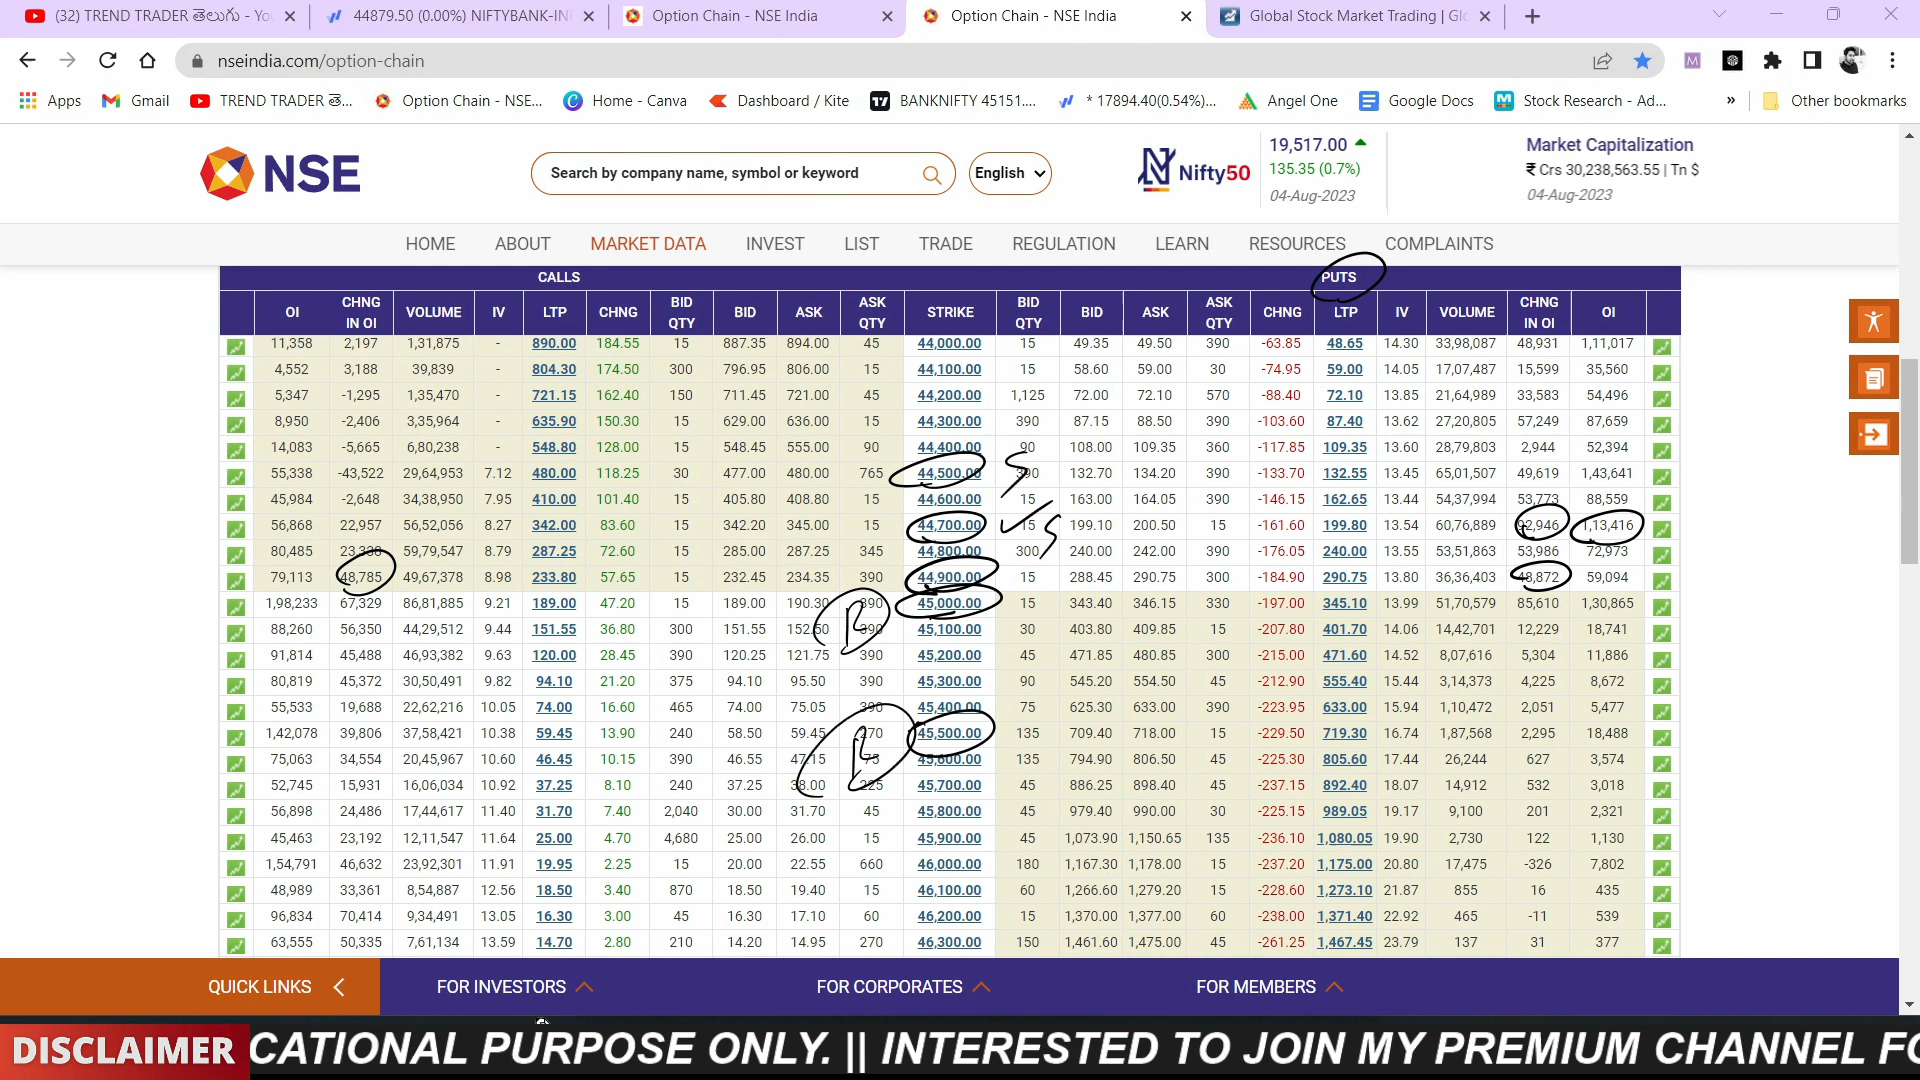 (32) TREND TRADER తెలుగు - Yo
44879.50 (0.00%) NIFTYBANK-IN
Option Chain - NSE India
Option Chain - NSE India
Global Stock Market Trading | Glo
nseindia.com/option-chain
Apps
Gmail
TREND TRADER తె...
Option Chain - NSE...
Home - Canva
Dashboard / Kite
BANKNIFTY 45151....
* 17894.40(0.54%)...
Angel One
Google Docs
Stock Research - Ad...
»
Other bookmarks
NSE
Search by company name, symbol or keyword
English
Nifty50
19,517.00
135.35 (0.7%)
04-Aug-2023
Market Capitalization
₹ Crs 30,238,563.55 | Tn $
04-Aug-2023
HOME ABOUT MARKET DATA INVEST LIST TRADE REGULATION LEARN RESOURCES COMPLAINTS
CALLS PUTS
OI CHNG IN OI VOLUME IV LTP CHNG BID QTY BID ASK ASK QTY STRIKE BID QTY BID ASK ASK QTY CHNG LTP IV VOLUME CHNG IN OI OI
11,358 2,197 1,31,875 - 890.00 184.55 15 887.35 894.00 45 44,000.00 15 49.35 49.50 390 -63.85 48.65 14.30 33,98,087 48,931 1,11,017
4,552 3,188 39,839 - 804.30 174.50 300 796.95 806.00 15 44,100.00 15 58.60 59.00 30 -74.95 59.00 14.05 17,07,487 15,599 35,560
5,347 -1,295 1,35,470 - 721.15 162.40 150 711.45 721.00 45 44,200.00 1,125 72.00 72.10 570 -88.40 72.10 13.85 21,64,989 33,583 54,496
8,950 -2,406 3,35,964 - 635.90 150.30 15 629.00 636.00 15 44,300.00 390 87.15 88.50 390 -103.60 87.40 13.62 27,20,805 57,249 87,659
14,083 -5,665 6,80,238 - 548.80 128.00 15 548.45 555.00 90 44,400.00 90 108.00 109.35 360 -117.85 109.35 13.60 28,79,803 2,944 52,394
55,338 -43,522 29,64,953 7.12 480.00 118.25 30 477.00 480.00 765 44,500.00 S 390 132.70 134.20 390 -133.70 132.55 13.45 65,01,507 49,619 1,43,641
45,984 -2,648 34,38,950 7.95 410.00 101.40 15 405.80 408.80 15 44,600.00 15 163.00 164.05 390 -146.15 162.65 13.44 54,37,994 53,773 88,559
56,868 22,957 56,52,056 8.27 342.00 83.60 15 342.20 345.00 15 44,700.00 15 S 199.10 200.50 15 -161.60 199.80 13.54 60,76,889 92,946 1,13,416
80,485 23,338 59,79,547 8.79 287.25 72.60 15 285.00 287.25 345 44,800.00 300 240.00 242.00 390 -176.05 240.00 13.55 53,51,863 53,986 72,973
79,113 48,785 49,67,378 8.98 233.80 57.65 15 232.45 234.35 390 44,900.00 15 288.45 290.75 300 -184.90 290.75 13.80 36,36,403 48,872 59,094
1,98,233 67,329 86,81,885 9.21 189.00 47.20 15 189.00 190.30 390 45,000.00 15 343.40 346.15 330 -197.00 345.10 13.99 51,70,579 85,610 1,30,865
88,260 56,350 44,29,512 9.44 151.55 36.80 300 151.55 152.50 B 390 45,100.00 30 403.80 409.85 15 -207.80 401.70 14.06 14,42,701 12,229 18,741
91,814 45,488 46,93,382 9.63 120.00 28.45 390 120.25 121.75 390 45,200.00 45 471.85 480.85 300 -215.00 471.60 14.52 8,07,616 5,304 11,886
80,819 45,372 30,50,491 9.82 94.10 21.20 375 94.10 95.50 390 45,300.00 90 545.20 554.50 45 -212.90 555.40 15.44 3,14,373 4,225 8,672
55,533 19,688 22,62,216 10.05 74.00 16.60 465 74.00 75.05 390 45,400.00 75 625.30 633.00 390 -223.95 633.00 15.94 1,10,472 2,051 5,477
1,42,078 39,806 37,58,421 10.38 59.45 13.90 240 58.50 59.45 270 45,500.00 135 709.40 718.00 15 -229.50 719.30 16.74 1,87,568 2,295 18,488
75,063 34,554 20,45,967 10.60 46.45 10.15 390 46.55 47.15 B 75 45,600.00 135 794.90 806.50 45 -225.30 805.60 17.44 26,244 627 3,574
52,745 15,931 16,06,034 10.92 37.25 8.10 240 37.25 38.00 225 45,700.00 45 886.25 898.40 45 -237.15 892.40 18.07 14,912 532 3,018
56,898 24,486 17,44,617 11.40 31.70 7.40 2,040 30.00 31.70 45 45,800.00 45 979.40 990.00 30 -225.15 989.05 19.17 9,100 201 2,321
45,463 23,192 12,11,547 11.64 25.00 4.70 4,680 25.00 26.00 15 45,900.00 45 1,073.90 1,150.65 135 -236.10 1,080.05 19.90 2,730 122 1,130
1,54,791 46,632 23,92,301 11.91 19.95 2.25 15 20.00 22.55 660 46,000.00 180 1,167.30 1,178.00 15 -237.20 1,175.00 20.80 17,475 -326 7,802
48,989 33,361 8,54,887 12.56 18.50 3.40 870 18.50 19.40 15 46,100.00 60 1,266.60 1,279.20 15 -228.60 1,273.10 21.87 855 16 435
96,834 70,414 9,34,491 13.05 16.30 3.00 45 16.30 17.10 60 46,200.00 15 1,370.00 1,377.00 60 -238.00 1,371.40 22.92 465 -11 539
63,555 50,335 7,61,134 13.59 14.70 2.80 210 14.20 14.95 270 46,300.00 150 1,461.60 1,475.00 45 -261.25 1,467.45 23.79 137 31 377
QUICK LINKS FOR INVESTORS FOR CORPORATES FOR MEMBERS
DISCLAIMER CATIONAL PURPOSE ONLY. || INTERESTED TO JOIN MY PREMIUM CHANNEL FO